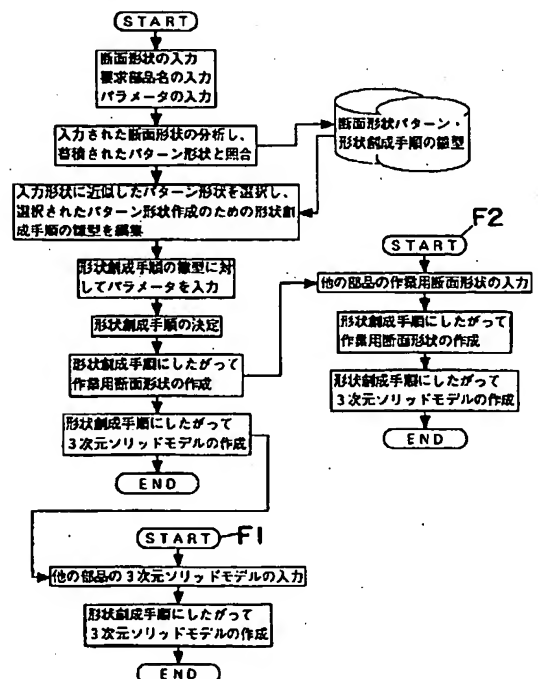 START
断面形状の入力
要求部品名の入力
パラメータの入力
入力された断面形状の分析し、
蓄積されたパターン形状と照合
断面形状パターン・
形状創成手順の雛型
入力形状に近似したパターン形状を選択し、
選択されたパターン形状作成のための形状創
成手順の雛型を編集
形状創成手順の雛型に対
してパラメータを入力
形状創成手順の決定
形状創成手順にしたがって
作業用断面形状の作成
形状創成手順にしたがって
3次元ソリッドモデルの作成
END
F2
START
他の部品の作業用断面形状の入力
形状創成手順にしたがって
作業用断面形状の作成
形状創成手順にしたがって
3次元ソリッドモデルの作成
END
START
F1
他の部品の3次元ソリッドモデルの入力
形状創成手順にしたがって
3次元ソリッドモデルの作成
END